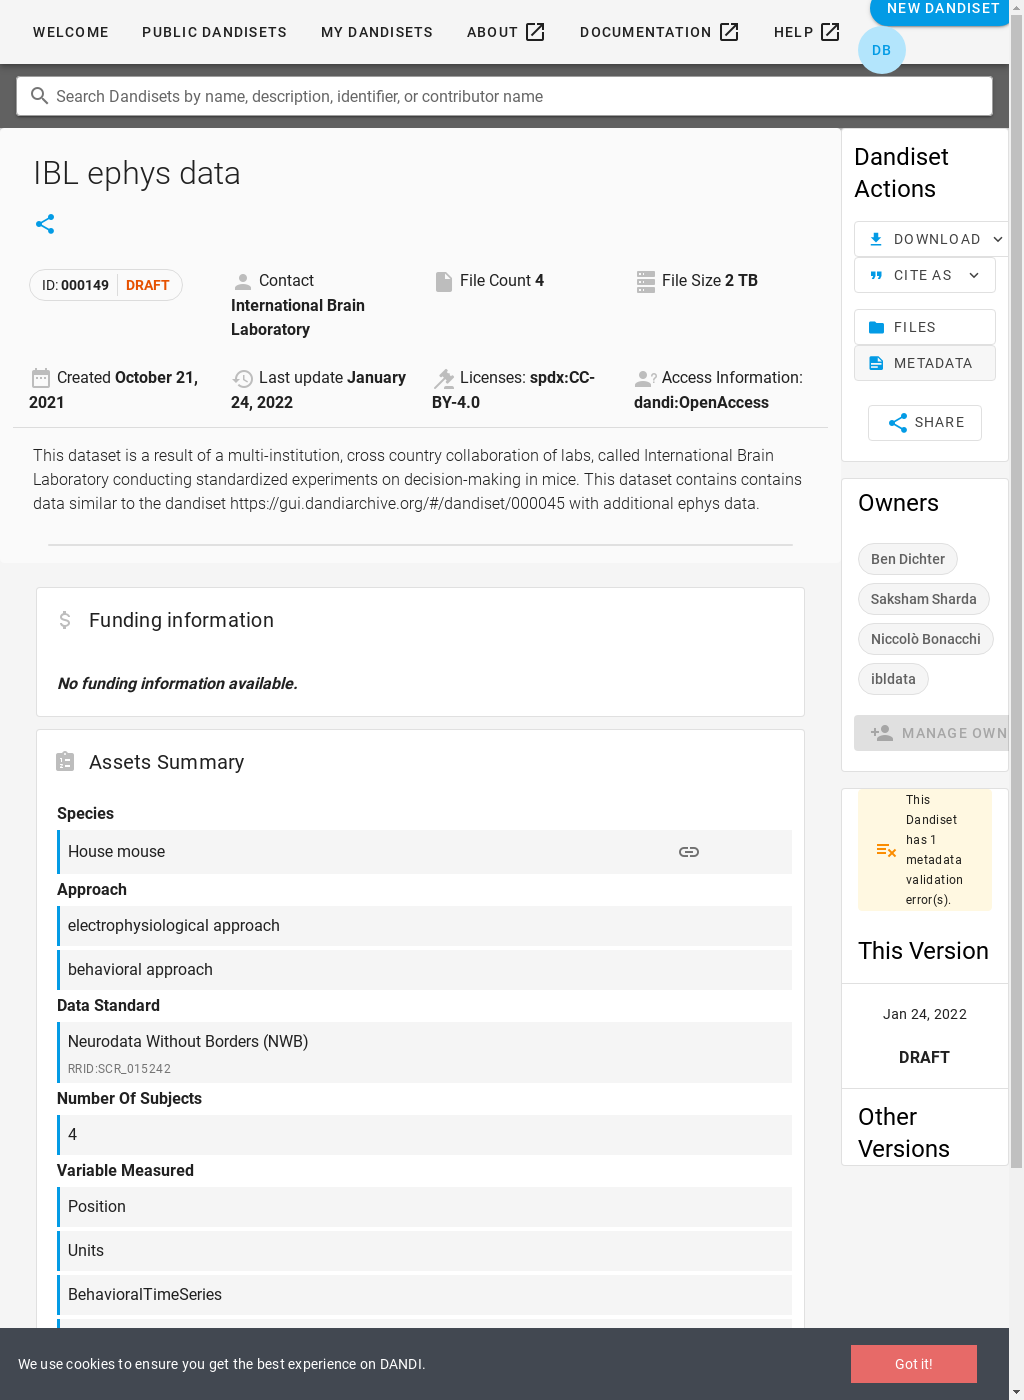 WELCOME PUBLIC DANDISETS MY DANDISETS ABOUT DOCUMENTATION HELP NEW DANDISET
DB
Search Dandisets by name, description, identifier, or contributor name
IBL ephys data
ID: 000149 DRAFT
Contact
International Brain
Laboratory
File Count 4
File Size 2 TB
Created October 21,
2021
Last update January
24, 2022
Licenses: spdx:CC-
BY-4.0
Access Information:
dandi:OpenAccess
This dataset is a result of a multi-institution, cross country collaboration of labs, called International Brain
Laboratory conducting standardized experiments on decision-making in mice. This dataset contains contains
data similar to the dandiset https://gui.dandiarchive.org/#/dandiset/000045 with additional ephys data.
Funding information
No funding information available.
Assets Summary
Species
House mouse
Approach
electrophysiological approach
behavioral approach
Data Standard
Neurodata Without Borders (NWB)
RRID:SCR_015242
Number Of Subjects
4
Variable Measured
Position
Units
BehavioralTimeSeries
Dandiset
Actions
DOWNLOAD
CITE AS
FILES
METADATA
SHARE
Owners
Ben Dichter
Saksham Sharda
Niccolò Bonacchi
ibldata
MANAGE OWN
This
Dandiset
has 1
metadata
validation
error(s).
This Version
Jan 24, 2022
DRAFT
Other
Versions
We use cookies to ensure you get the best experience on DANDI.
Got it!